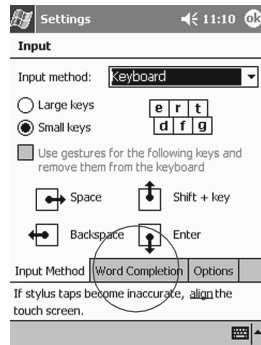 Settings 11:10 ok
Input
Input method: Keyboard
Large keys
e r t
Small keys
d f g
Use gestures for the following keys and
remove them from the keyboard
Space Shift + key
Backspace Enter
Input Method Word Completion Options
If stylus taps become inaccurate, align the
touch screen.